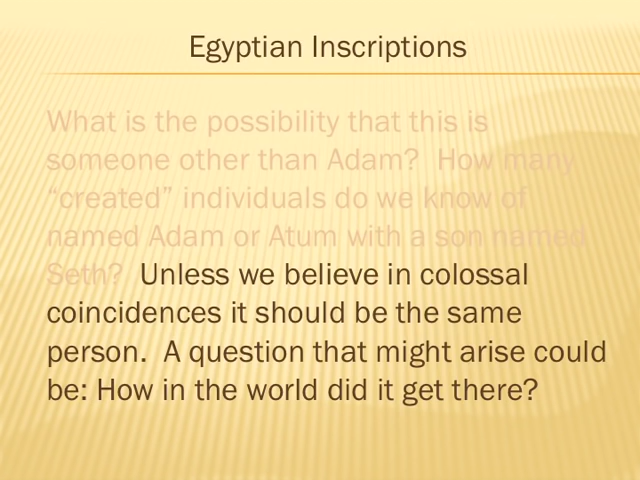 Egyptian Inscriptions
What is the possibility that this is
someone other than Adam?  How many
“created” individuals do we know of
named Adam or Atum with a son named
Seth?  Unless we believe in colossal
coincidences it should be the same
person.  A question that might arise could
be: How in the world did it get there?